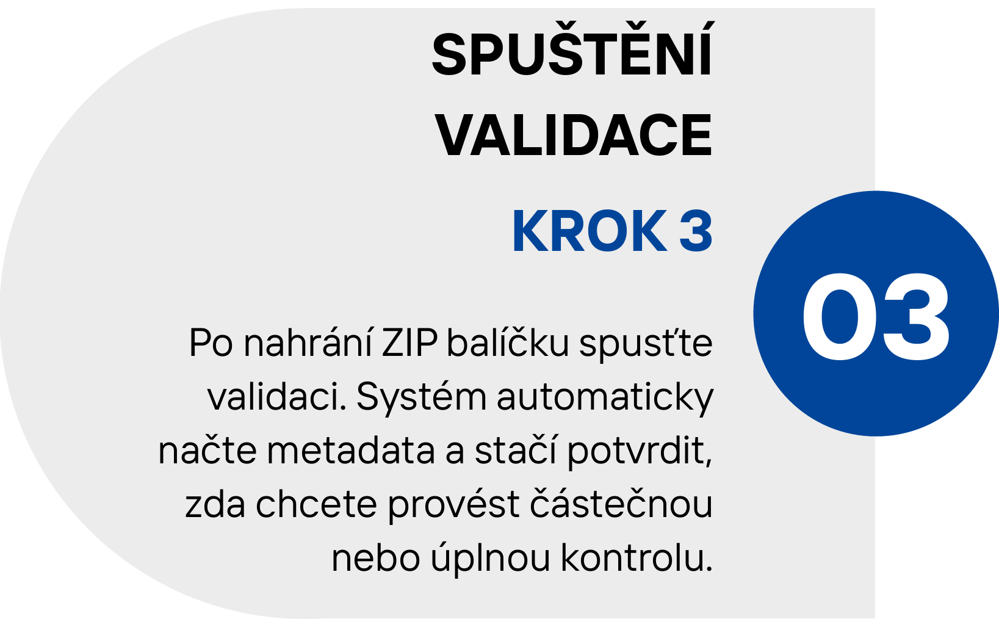 SPUŠTĚNÍ
VALIDACE
KROK 3
03
Po nahrání ZIP balíčku spusťte
validaci. Systém automaticky
načte metadata a stačí potvrdit,
zda chcete provést částečnou
nebo úplnou kontrolu.